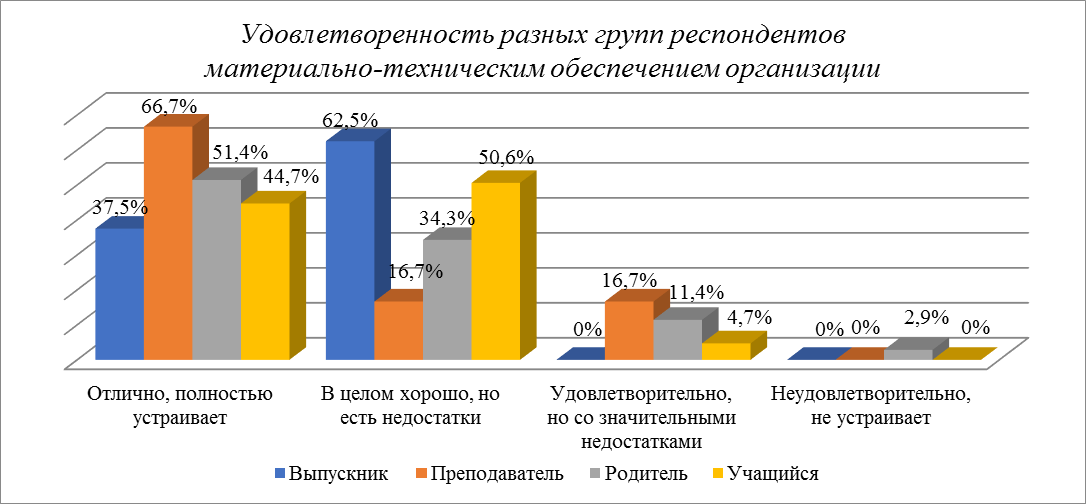 Удовлетворенность разных групп респондентов
материально-техническим обеспечением организации
37,5%
66,7%
51,4%
44,7%
62,5%
16,7%
34,3%
50,6%
0%
16,7%
11,4%
4,7%
0%
0%
2,9%
0%
Отлично, полностью
устраивает
В целом хорошо, но
есть недостатки
Удовлетворительно,
но со значительными
недостатками
Неудовлетворительно,
не устраивает
Выпускник Преподаватель Родитель Учащийся